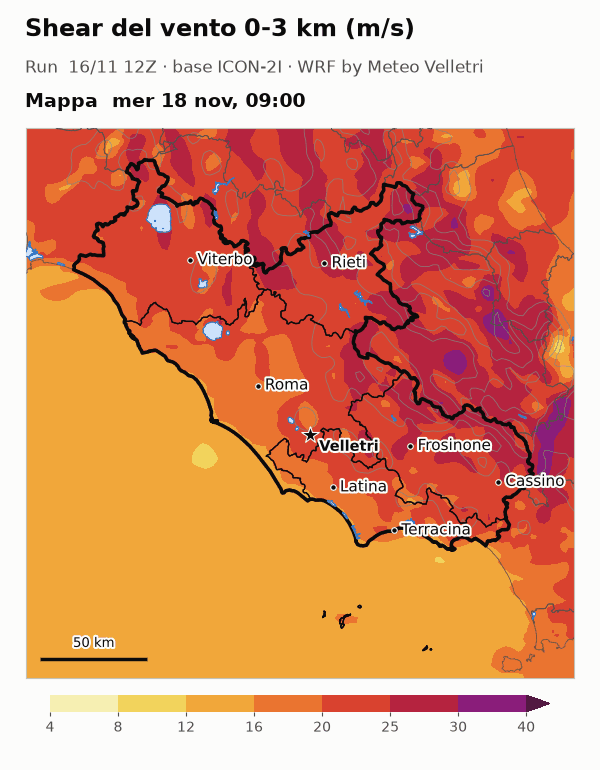 Shear del vento 0-3 km (m/s)
Run  16/11 12Z · base ICON-2I · WRF by Meteo Velletri
Mappa  mer 18 nov, 09:00
Viterbo
Rieti
Roma
Velletri
Frosinone
Cassino
Latina
Terracina
50 km
4 8 12 16 20 25 30 40